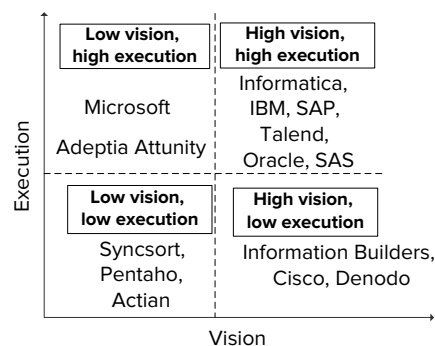 Low vision,
high execution
High vision,
high execution
Microsoft
Adeptia Attunity
Informatica,
IBM, SAP,
Talend,
Oracle, SAS
Execution
Low vision,
low execution
High vision,
low execution
Syncsort,
Pentaho,
Actian
Information Builders,
Cisco, Denodo
Vision